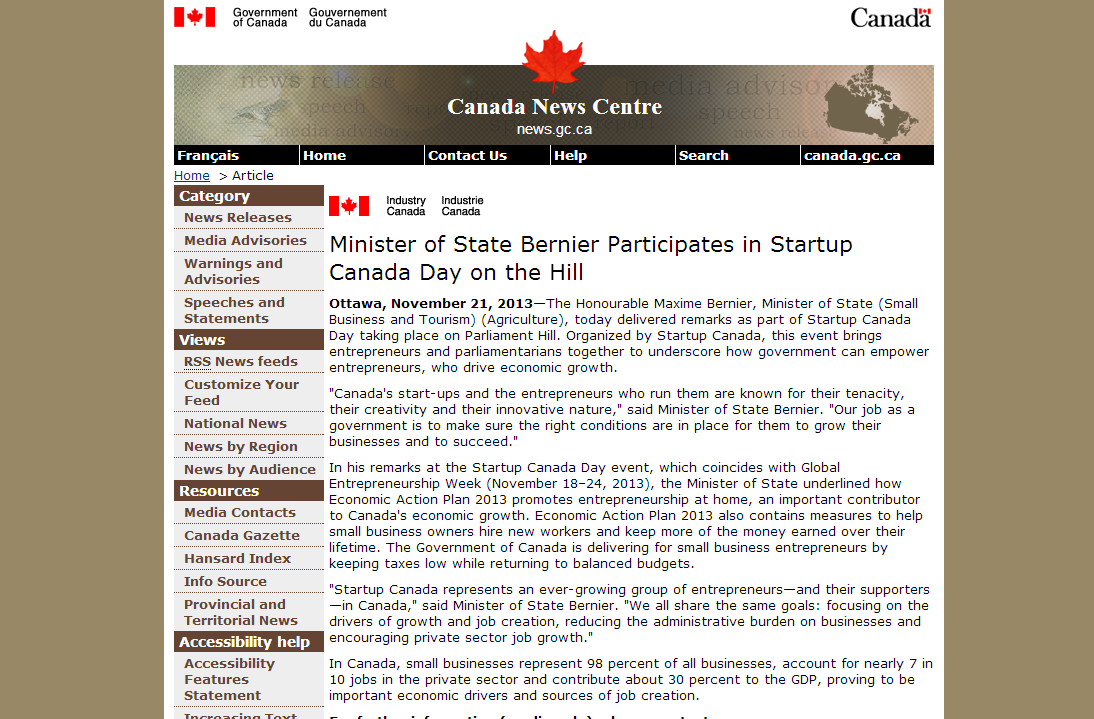 Government of Canada
Gouvernement du Canada
Canada
news release
media advisory
speech
speech
media advisory
news release
Canada News Centre
news.gc.ca
Français Home Contact Us Help Search canada.gc.ca
Home > Article
Category
News Releases
Media Advisories
Warnings and
Advisories
Speeches and
Statements
Views
RSS News feeds
Customize Your
Feed
National News
News by Region
News by Audience
Resources
Media Contacts
Canada Gazette
Hansard Index
Info Source
Provincial and
Territorial News
Accessibility help
Accessibility
Features
Statement
Increasing Text
Industry Canada
Industrie Canada
Minister of State Bernier Participates in Startup
Canada Day on the Hill
Ottawa, November 21, 2013—The Honourable Maxime Bernier, Minister of State (Small
Business and Tourism) (Agriculture), today delivered remarks as part of Startup Canada
Day taking place on Parliament Hill. Organized by Startup Canada, this event brings
entrepreneurs and parliamentarians together to underscore how government can empower
entrepreneurs, who drive economic growth.
"Canada's start-ups and the entrepreneurs who run them are known for their tenacity,
their creativity and their innovative nature," said Minister of State Bernier. "Our job as a
government is to make sure the right conditions are in place for them to grow their
businesses and to succeed."
In his remarks at the Startup Canada Day event, which coincides with Global
Entrepreneurship Week (November 18–24, 2013), the Minister of State underlined how
Economic Action Plan 2013 promotes entrepreneurship at home, an important contributor
to Canada's economic growth. Economic Action Plan 2013 also contains measures to help
small business owners hire new workers and keep more of the money earned over their
lifetime. The Government of Canada is delivering for small business entrepreneurs by
keeping taxes low while returning to balanced budgets.
"Startup Canada represents an ever-growing group of entrepreneurs—and their supporters
—in Canada," said Minister of State Bernier. "We all share the same goals: focusing on the
drivers of growth and job creation, reducing the administrative burden on businesses and
encouraging private sector job growth."
In Canada, small businesses represent 98 percent of all businesses, account for nearly 7 in
10 jobs in the private sector and contribute about 30 percent to the GDP, proving to be
important economic drivers and sources of job creation.